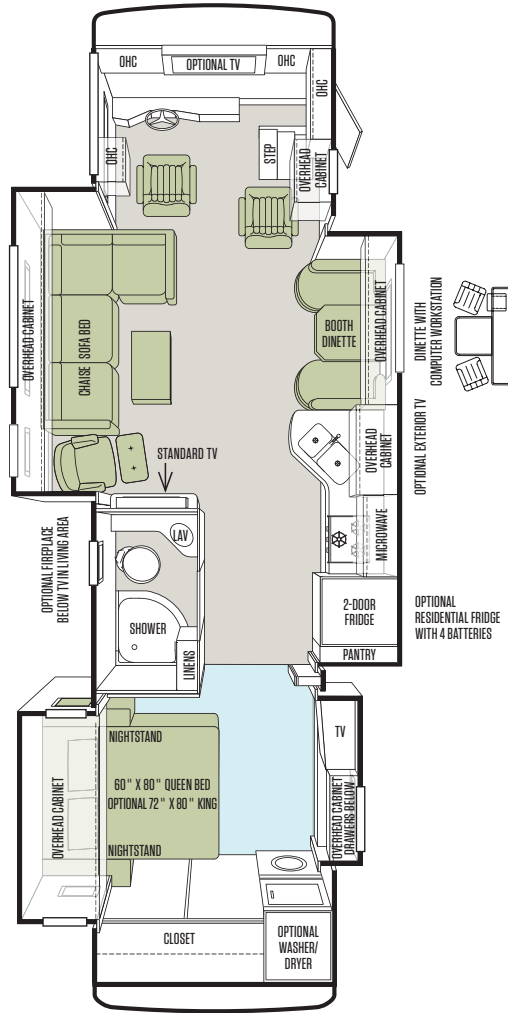 OHC
OPTIONAL TV
OHC
OHC
OHC
STEP
OVERHEAD
CABINET
OVERHEAD CABINET
CHAISE SOFA BED
BOOTH
DINETTE
OVERHEAD CABINET
DINETTE WITH
COMPUTER WORKSTATION
OPTIONAL EXTERIOR TV
STANDARD TV
OVERHEAD
CABINET
MICROWAVE
OPTIONAL FIREPLACE
BELOW TV IN LIVING AREA
LAV
SHOWER
LINENS
2-DOOR
FRIDGE
PANTRY
OPTIONAL
RESIDENTIAL FRIDGE
WITH 4 BATTERIES
NIGHTSTAND
TV
60" X 80" QUEEN BED
OPTIONAL 72" X 80" KING
OVERHEAD CABINET
OVERHEAD CABINET
DRAWERS BELOW
NIGHTSTAND
CLOSET
OPTIONAL
WASHER/
DRYER